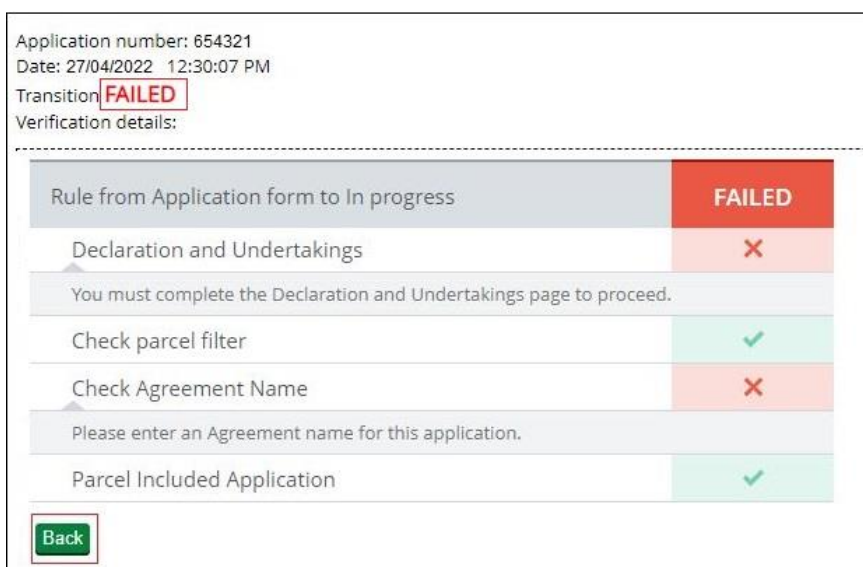 Application number: 654321
Date: 27/04/2022 12:30:07 PM
Transition FAILED
Verification details:
Rule from Application form to In progress FAILED
Declaration and Undertakings
You must complete the Declaration and Undertakings page to proceed.
Check parcel filter
Check Agreement Name
Please enter an Agreement name for this application.
Parcel Included Application
Back